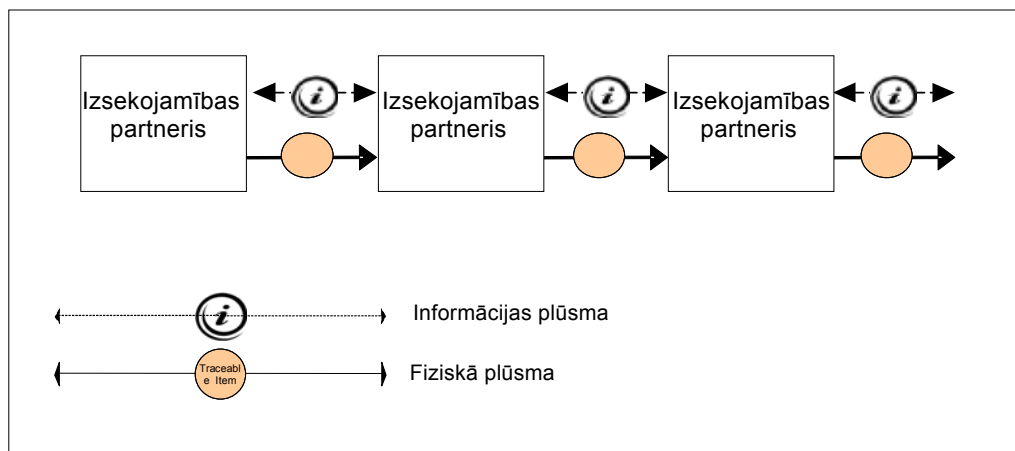 Izsekojamības
partneris
i
Izsekojamības
partneris
i
Izsekojamības
partneris
i
i
Informācijas plūsma
Traceabl
e Item
Fiziskā plūsma